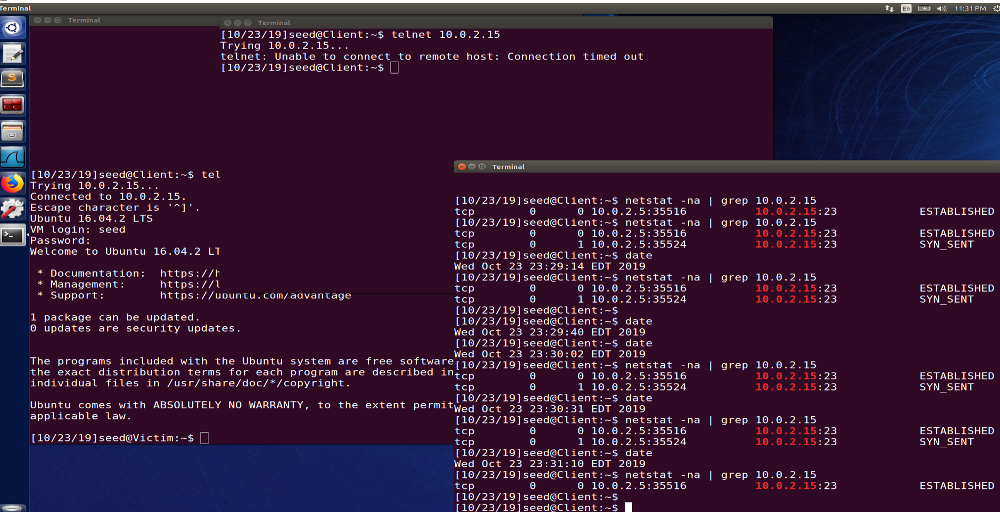 Terminal
En
11:31 PM
Terminal
[10/23/19]seed@Client:~$ tel
Trying 10.0.2.15...
Connected to 10.0.2.15.
Escape character is '^]'.
Ubuntu 16.04.2 LTS
VM login: seed
Password:
Welcome to Ubuntu 16.04.2 LT
* Documentation:  https://h
* Management:     https://l
* Support:        https://ubuntu.com/advantage
1 package can be updated.
0 updates are security updates.
The programs included with the Ubuntu system are free software
the exact distribution terms for each program are described in
individual files in /usr/share/doc/*/copyright.
Ubuntu comes with ABSOLUTELY NO WARRANTY, to the extent permit
applicable law.
[10/23/19]seed@Victim:~$
Terminal
[10/23/19]seed@Client:~$ telnet 10.0.2.15
Trying 10.0.2.15...
telnet: Unable to connect to remote host: Connection timed out
[10/23/19]seed@Client:~$
Terminal
[10/23/19]seed@Client:~$ netstat -na | grep 10.0.2.15
tcp        0      0 10.0.2.5:35516          10.0.2.15:23            ESTABLISHED
[10/23/19]seed@Client:~$ netstat -na | grep 10.0.2.15
tcp        0      0 10.0.2.5:35516          10.0.2.15:23            ESTABLISHED
tcp        0      1 10.0.2.5:35524          10.0.2.15:23            SYN_SENT
[10/23/19]seed@Client:~$ date
Wed Oct 23 23:29:14 EDT 2019
[10/23/19]seed@Client:~$ netstat -na | grep 10.0.2.15
tcp        0      0 10.0.2.5:35516          10.0.2.15:23            ESTABLISHED
tcp        0      1 10.0.2.5:35524          10.0.2.15:23            SYN_SENT
[10/23/19]seed@Client:~$
[10/23/19]seed@Client:~$ date
Wed Oct 23 23:29:40 EDT 2019
[10/23/19]seed@Client:~$ date
Wed Oct 23 23:30:02 EDT 2019
[10/23/19]seed@Client:~$ netstat -na | grep 10.0.2.15
tcp        0      0 10.0.2.5:35516          10.0.2.15:23            ESTABLISHED
tcp        0      1 10.0.2.5:35524          10.0.2.15:23            SYN_SENT
[10/23/19]seed@Client:~$ date
Wed Oct 23 23:30:31 EDT 2019
[10/23/19]seed@Client:~$ netstat -na | grep 10.0.2.15
tcp        0      0 10.0.2.5:35516          10.0.2.15:23            ESTABLISHED
tcp        0      1 10.0.2.5:35524          10.0.2.15:23            SYN_SENT
[10/23/19]seed@Client:~$ date
Wed Oct 23 23:31:10 EDT 2019
[10/23/19]seed@Client:~$ netstat -na | grep 10.0.2.15
tcp        0      0 10.0.2.5:35516          10.0.2.15:23            ESTABLISHED
[10/23/19]seed@Client:~$
[10/23/19]seed@Client:~$